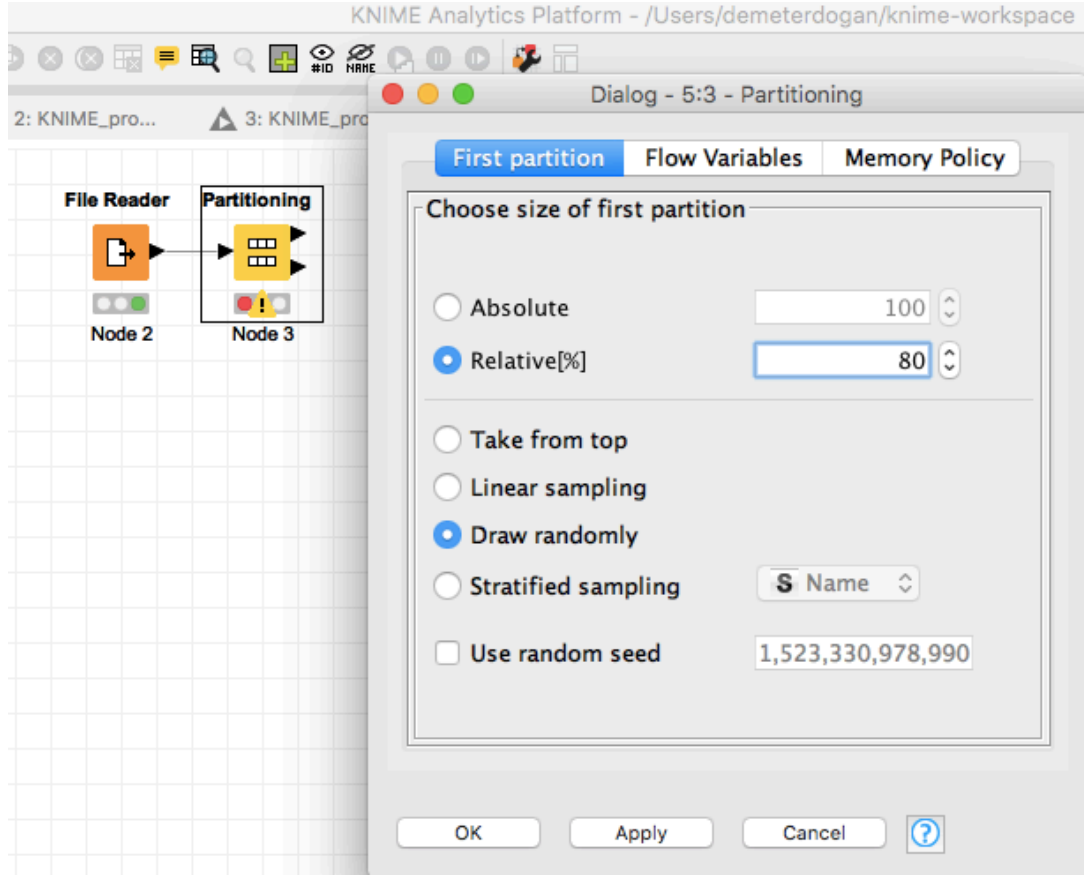 KNIME Analytics Platform - /Users/demeterdogan/knime-workspace
#ID NAME
Dialog - 5:3 - Partitioning
2: KNIME_pro... 3: KNIME_pro
First partition Flow Variables Memory Policy
File Reader Partitioning
Choose size of first partition
Absolute 100
Node 2 Node 3
Relative[%] 80
Take from top
Linear sampling
Draw randomly
Stratified sampling S Name
Use random seed 1,523,330,978,990
OK Apply Cancel ?